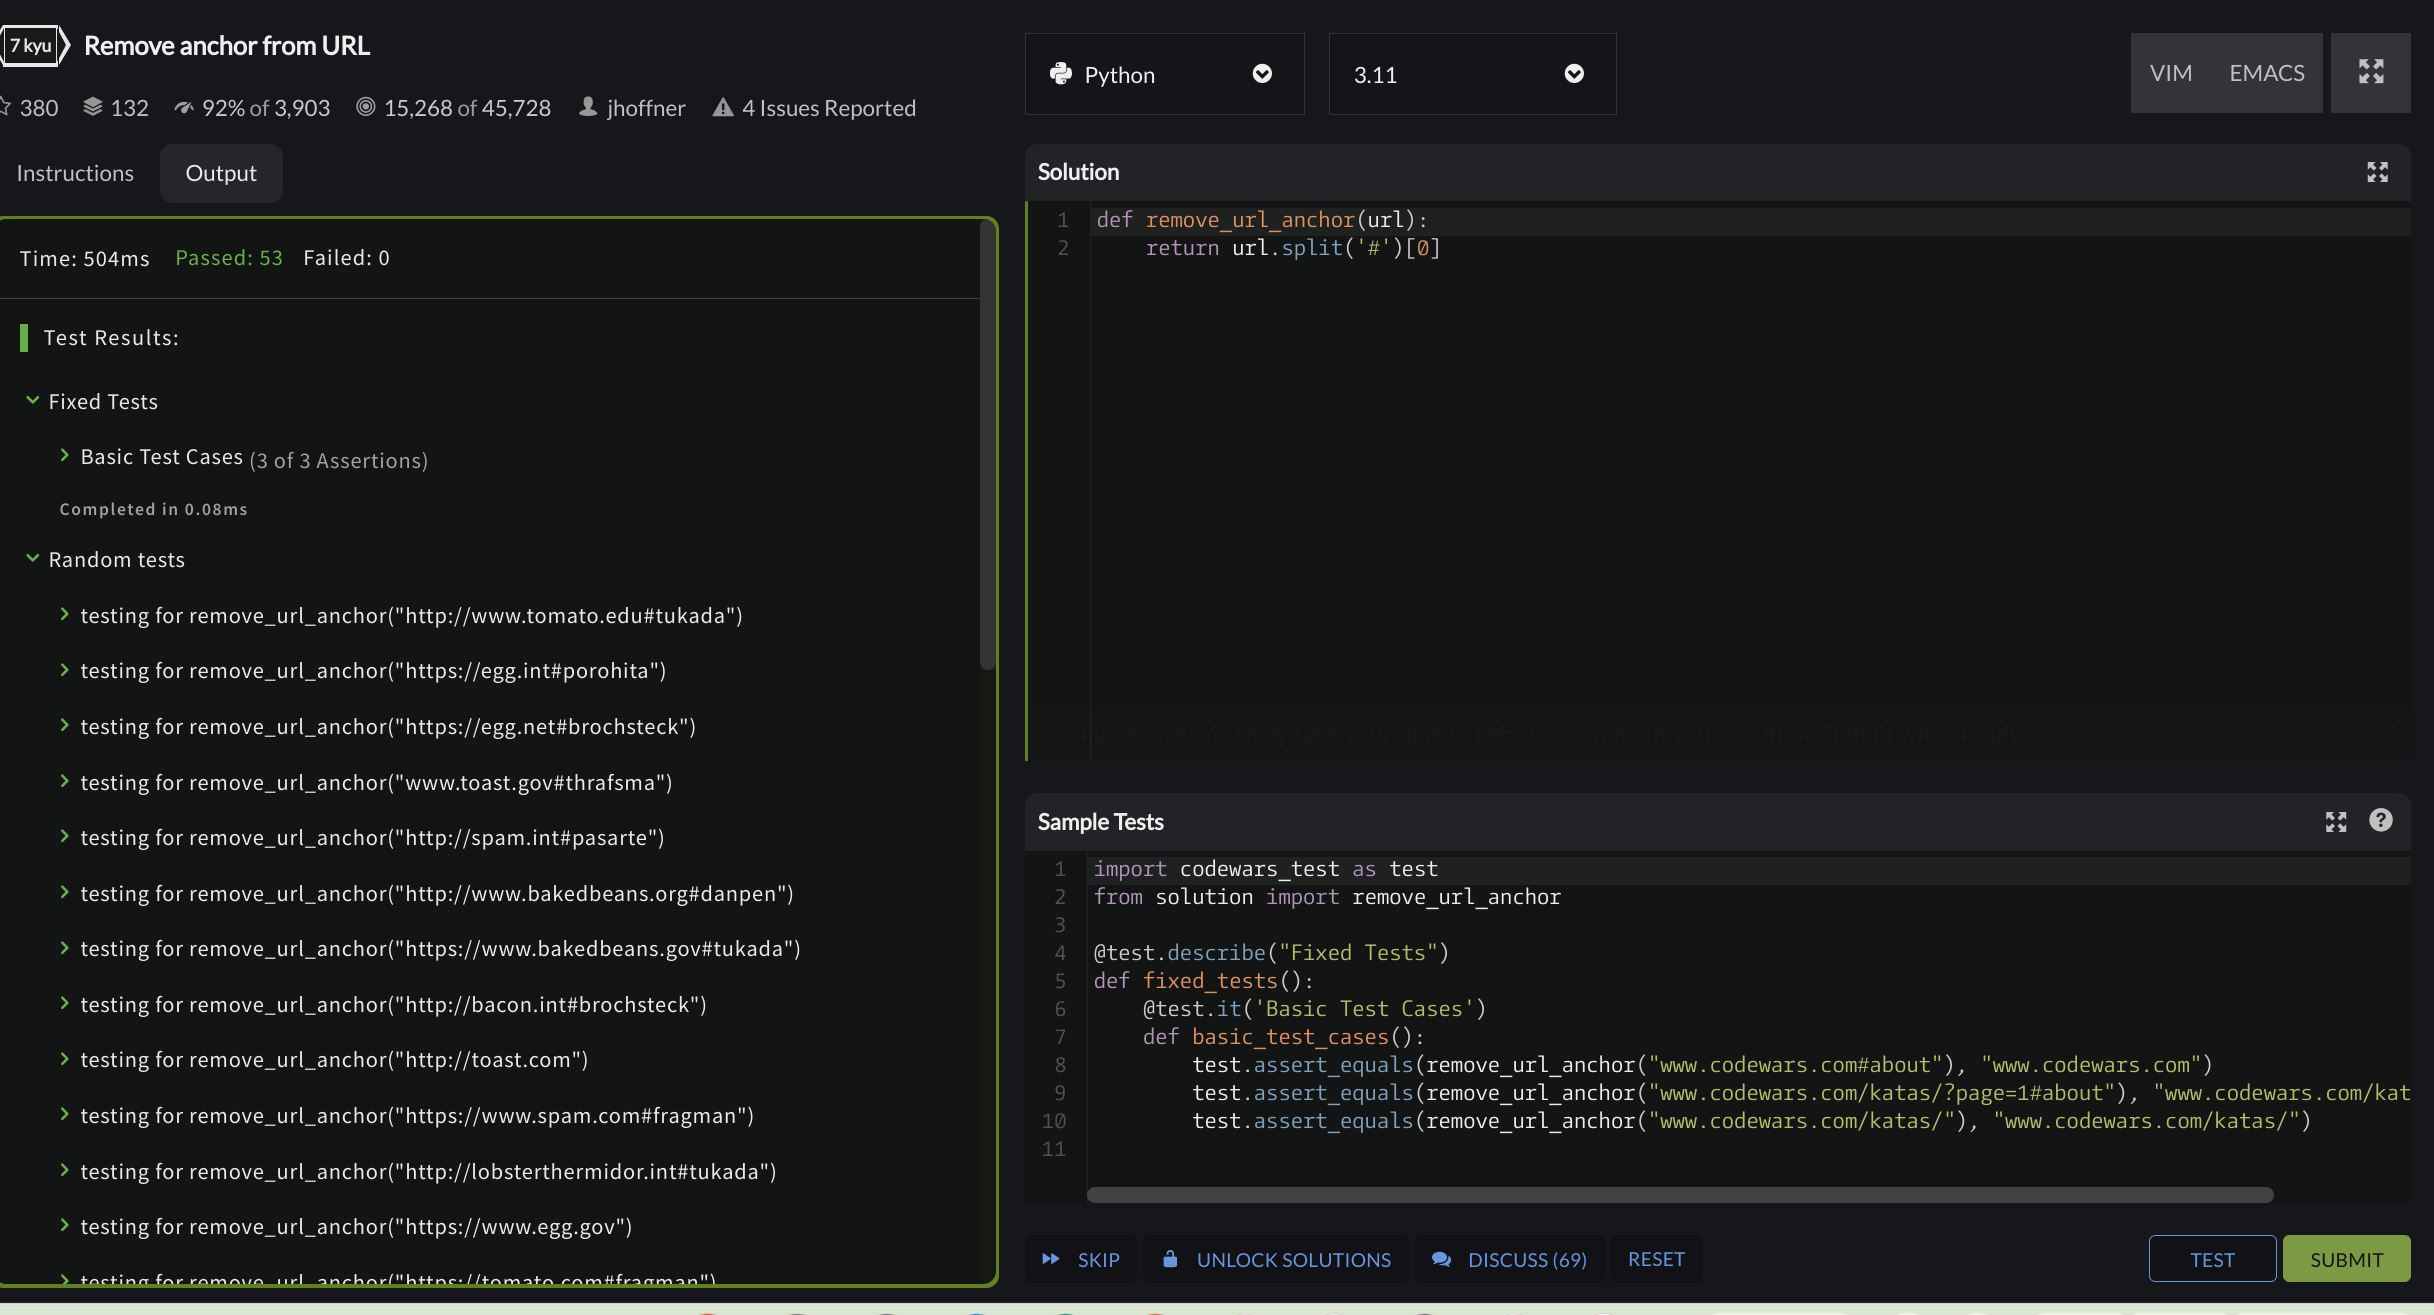 7 kyu Remove anchor from URL
380 132 92% of 3,903 15,268 of 45,728 jhoffner 4 Issues Reported
Instructions Output
Time: 504ms Passed: 53 Failed: 0
Test Results:
Fixed Tests
Basic Test Cases (3 of 3 Assertions)
Completed in 0.08ms
Random tests
testing for remove_url_anchor("http://www.tomato.edu#tukada")
testing for remove_url_anchor("https://egg.int#porohita")
testing for remove_url_anchor("https://egg.net#brochsteck")
testing for remove_url_anchor("www.toast.gov#thrafsma")
testing for remove_url_anchor("http://spam.int#pasarte")
testing for remove_url_anchor("http://www.bakedbeans.org#danpen")
testing for remove_url_anchor("https://www.bakedbeans.gov#tukada")
testing for remove_url_anchor("http://bacon.int#brochsteck")
testing for remove_url_anchor("http://toast.com")
testing for remove_url_anchor("https://www.spam.com#fragman")
testing for remove_url_anchor("http://lobsterthermidor.int#tukada")
testing for remove_url_anchor("https://www.egg.gov")
testing for remove_url_anchor("https://tomato.com#fragman")
Python 3.11 VIM EMACS
Solution
1 def remove_url_anchor(url):
2     return url.split('#')[0]
Impressive! You may take your time to refactor/comment your solution. Submit when ready.
Sample Tests
1 import codewars_test as test
2 from solution import remove_url_anchor
3
4 @test.describe("Fixed Tests")
5 def fixed_tests():
6     @test.it('Basic Test Cases')
7     def basic_test_cases():
8         test.assert_equals(remove_url_anchor("www.codewars.com#about"), "www.codewars.com")
9         test.assert_equals(remove_url_anchor("www.codewars.com/katas/?page=1#about"), "www.codewars.com/kat
10         test.assert_equals(remove_url_anchor("www.codewars.com/katas/"), "www.codewars.com/katas/")
11
SKIP UNLOCK SOLUTIONS DISCUSS (69) RESET TEST SUBMIT